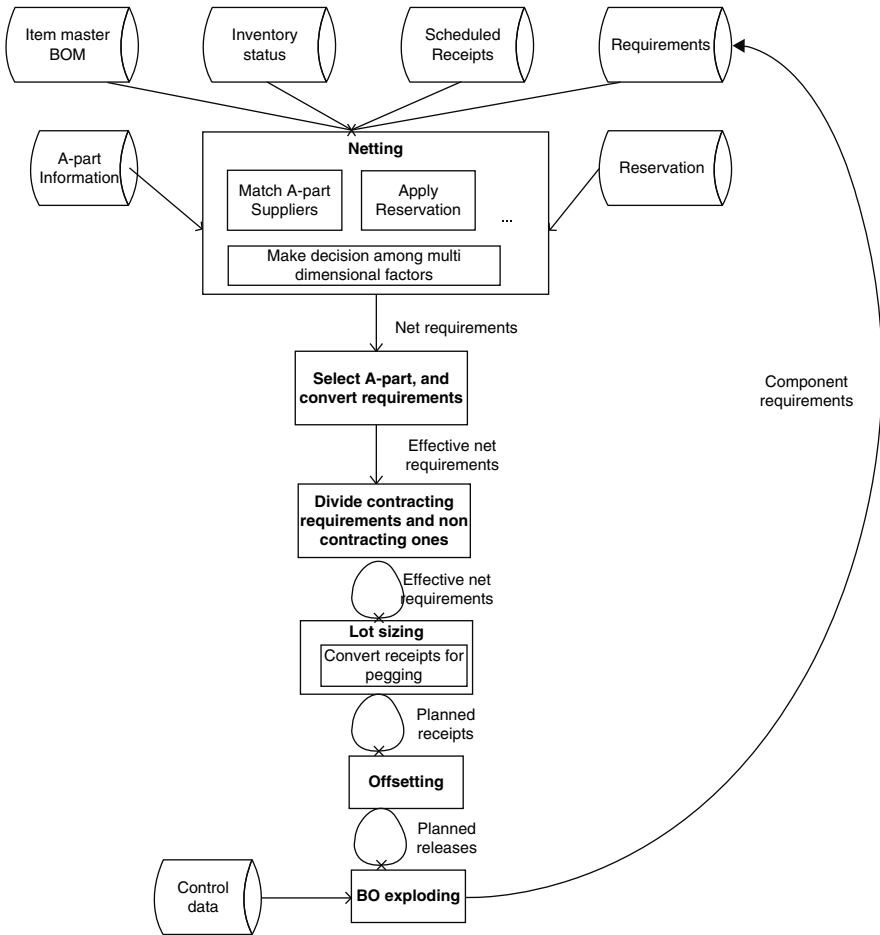 Item master
BOM
Inventory
status
Scheduled
Receipts
Requirements
A-part
Information
Netting
Match A-part
Suppliers
Apply
Reservation
...
Make decision among multi
dimensional factors
Reservation
Net requirements
Select A-part, and
convert requirements
Component
requirements
Effective net
requirements
Divide contracting
requirements and non
contracting ones
Effective net
requirements
Lot sizing
Convert receipts for
pegging
Planned
receipts
Offsetting
Planned
releases
Control
data
BO exploding